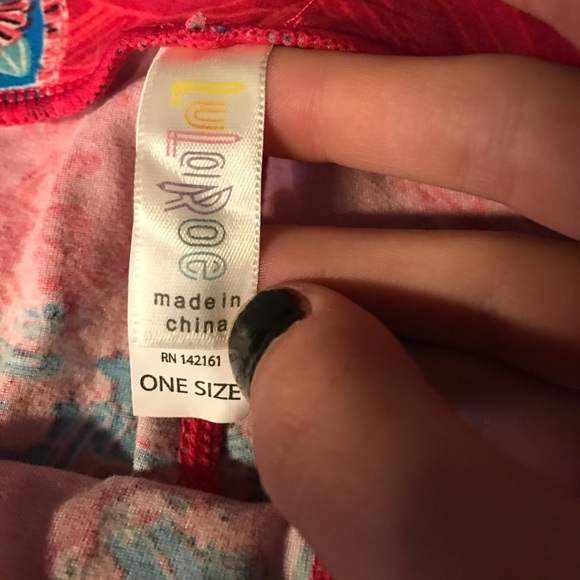 LuLaRoe
made in
china
RN 142161
ONE SIZE